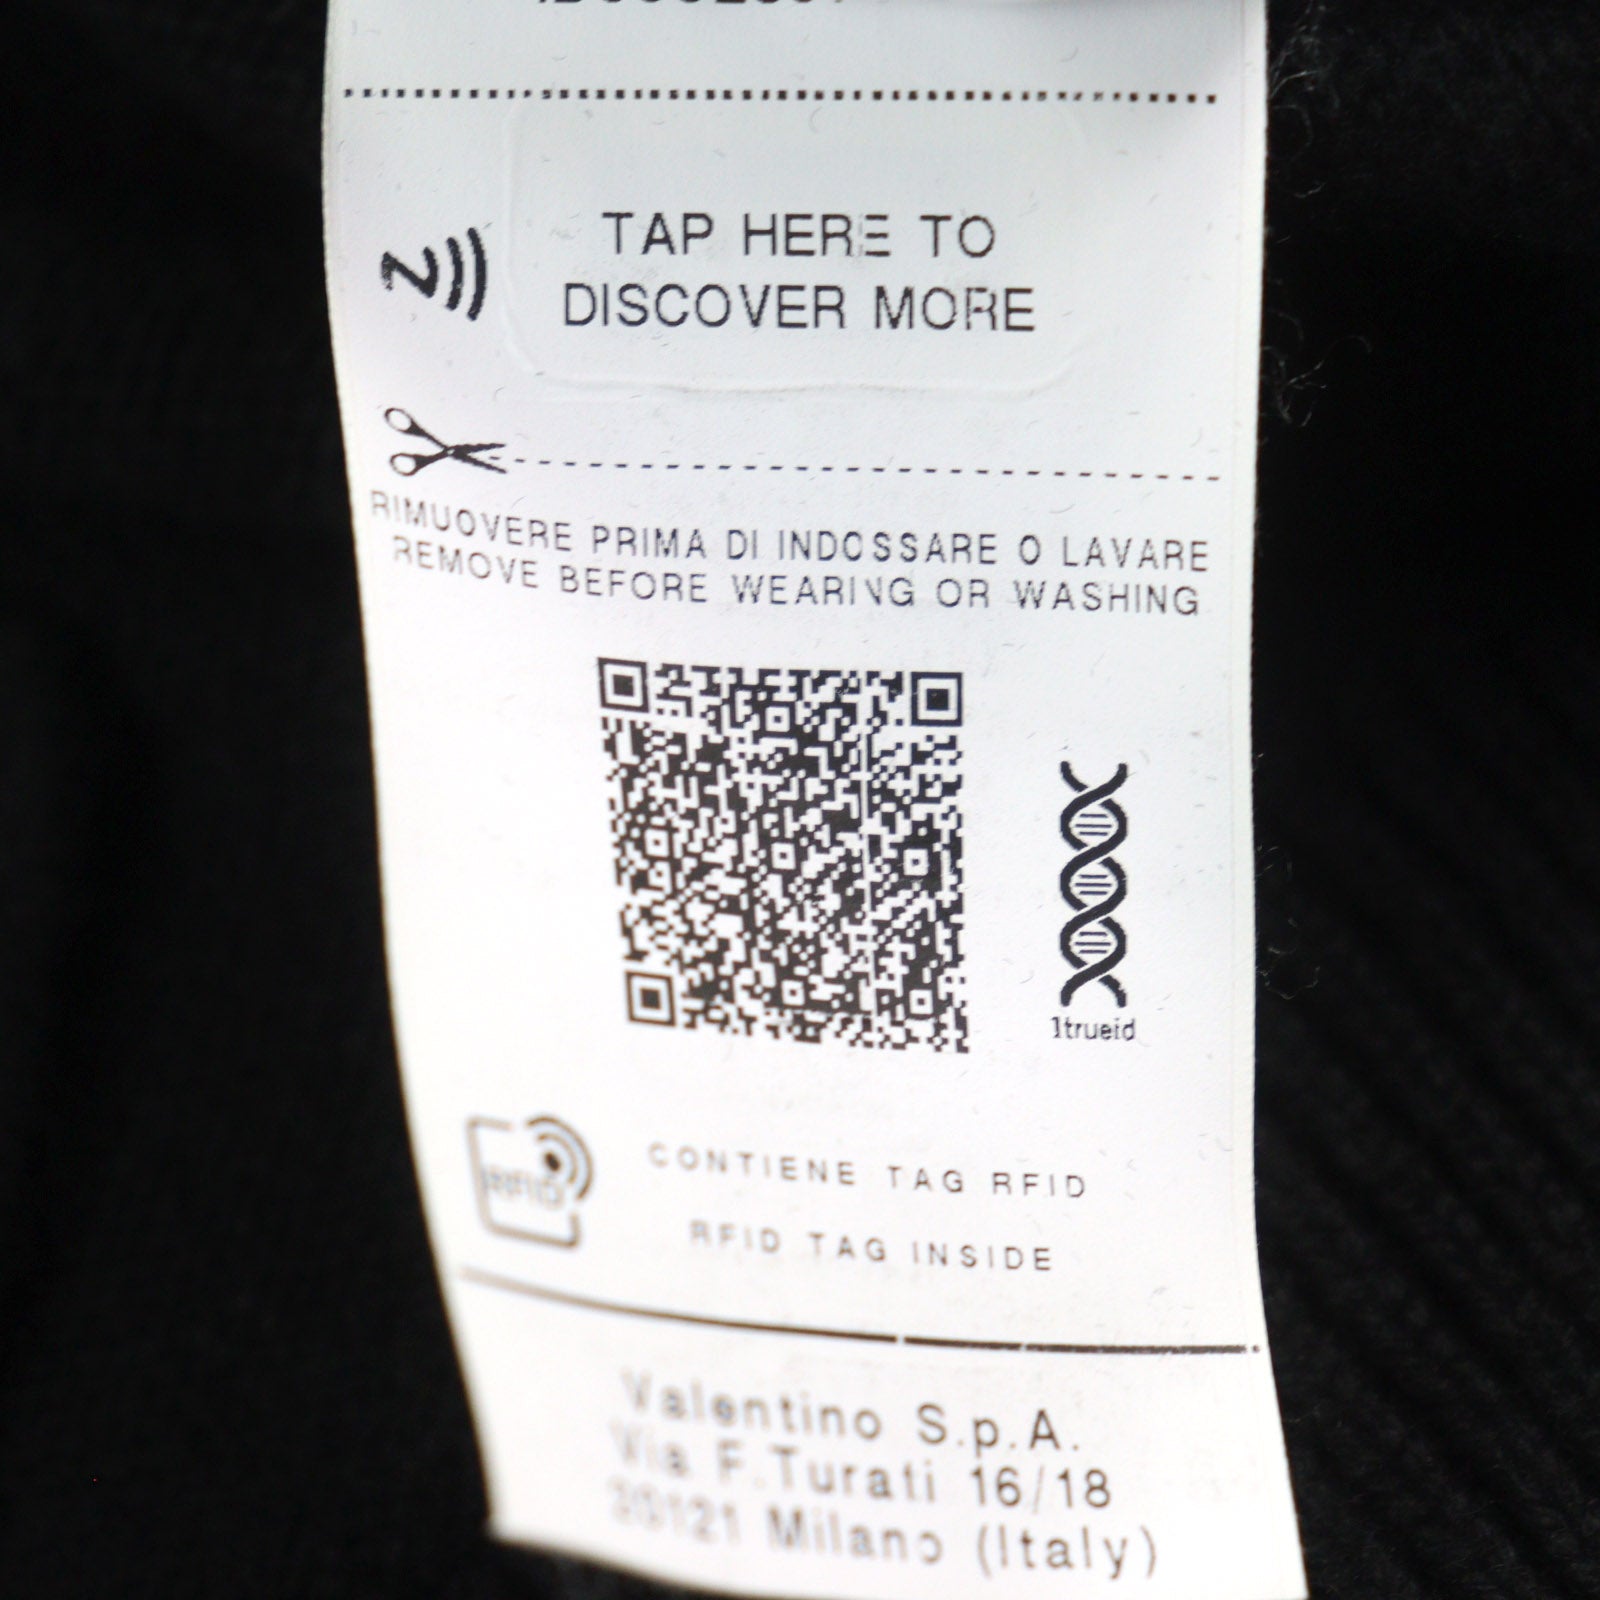 TAP HERE TO
DISCOVER MORE
RIMUOVERE PRIMA DI INDOSSARE O LAVARE
REMOVE BEFORE WEARING OR WASHING
1trueid
RFID
CONTIENE TAG RFID
RFID TAG INSIDE
Valentino S.p.A.
Via F.Turati 16/18
20121 Milano (Italy)